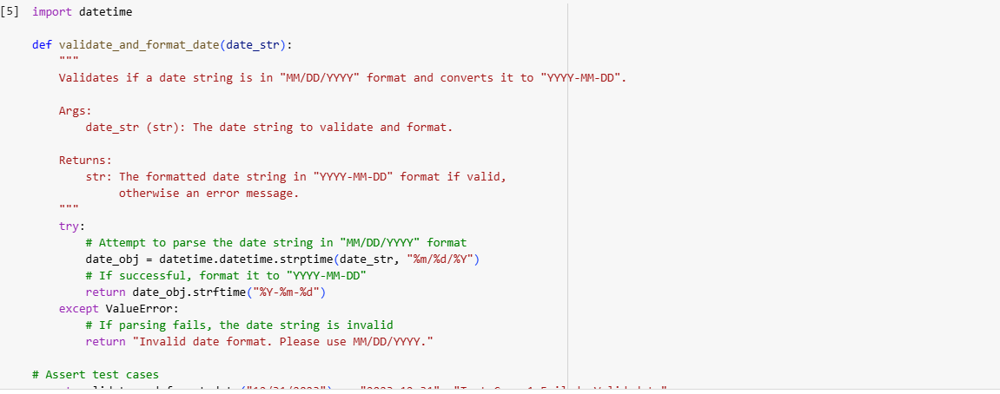 [5] import datetime

def validate_and_format_date(date_str):
    """
    Validates if a date string is in "MM/DD/YYYY" format and converts it to "YYYY-MM-DD".

    Args:
        date_str (str): The date string to validate and format.

    Returns:
        str: The formatted date string in "YYYY-MM-DD" format if valid,
             otherwise an error message.
    """
    try:
        # Attempt to parse the date string in "MM/DD/YYYY" format
        date_obj = datetime.datetime.strptime(date_str, "%m/%d/%Y")
        # If successful, format it to "YYYY-MM-DD"
        return date_obj.strftime("%Y-%m-%d")
    except ValueError:
        # If parsing fails, the date string is invalid
        return "Invalid date format. Please use MM/DD/YYYY."

# Assert test cases